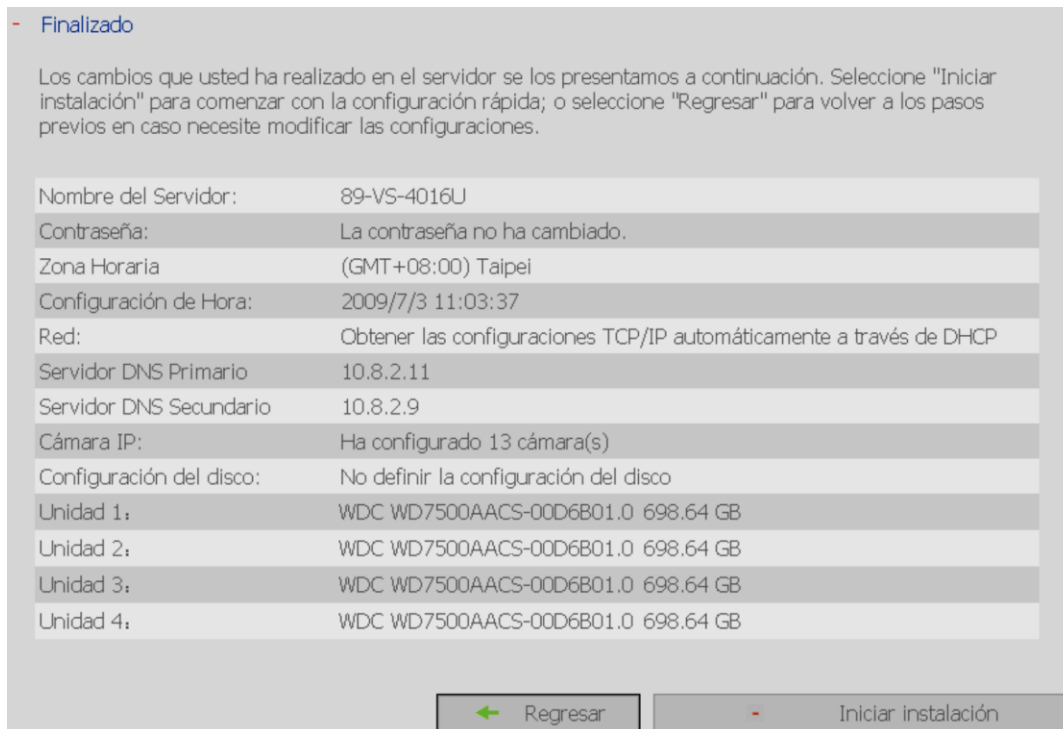 - Finalizado
Los cambios que usted ha realizado en el servidor se los presentamos a continuación. Seleccione "Iniciar
instalación" para comenzar con la configuración rápida; o seleccione "Regresar" para volver a los pasos
previos en caso necesite modificar las configuraciones.
Nombre del Servidor: 89-VS-4016U
Contraseña: La contraseña no ha cambiado.
Zona Horaria (GMT+08:00) Taipei
Configuración de Hora: 2009/7/3 11:03:37
Red: Obtener las configuraciones TCP/IP automáticamente a través de DHCP
Servidor DNS Primario 10.8.2.11
Servidor DNS Secundario 10.8.2.9
Cámara IP: Ha configurado 13 cámara(s)
Configuración del disco: No definir la configuración del disco
Unidad 1: WDC WD7500AACS-00D6B01.0 698.64 GB
Unidad 2: WDC WD7500AACS-00D6B01.0 698.64 GB
Unidad 3: WDC WD7500AACS-00D6B01.0 698.64 GB
Unidad 4: WDC WD7500AACS-00D6B01.0 698.64 GB
Regresar - Iniciar instalación